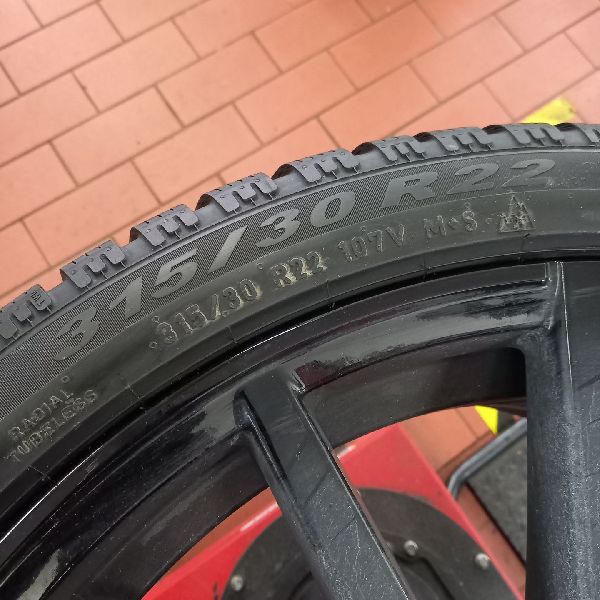 315/30 R22
315/30 R22 107V M+S
RADIAL
TUBELESS